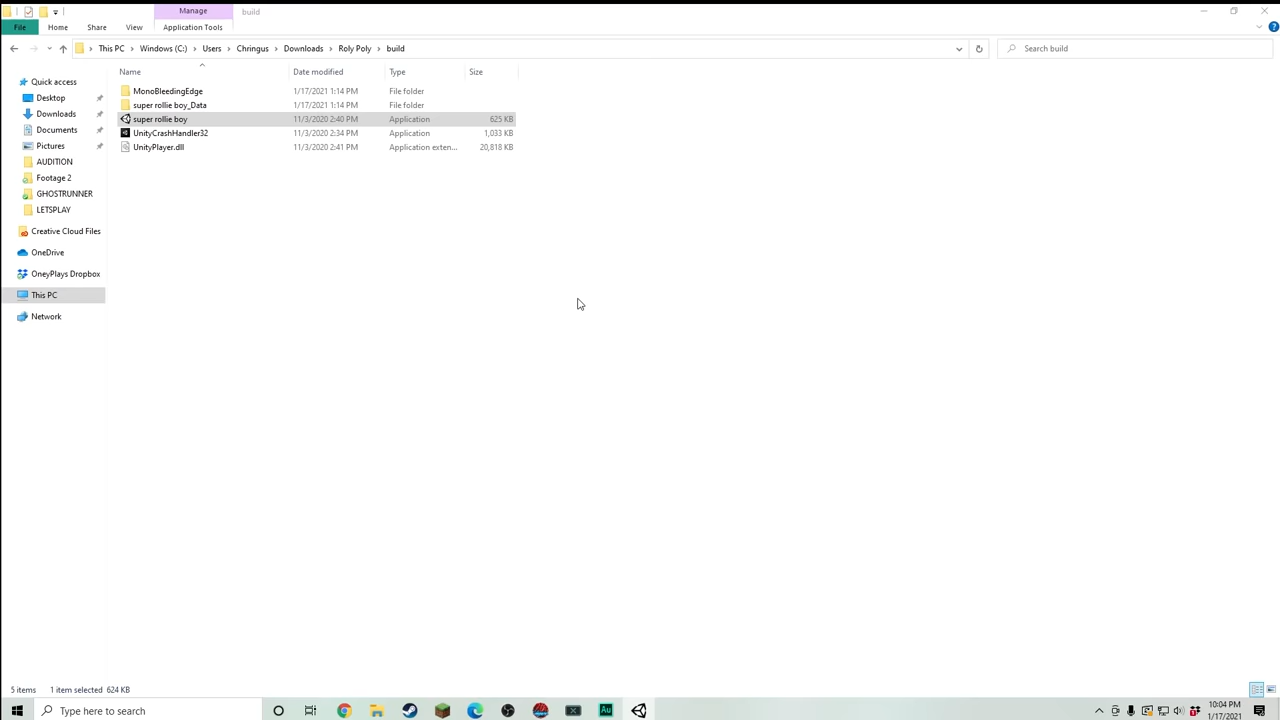 Manage
build
File
Home
Share
View
Application Tools
This PC
Windows (C:)
Users
Chringus
Downloads
Roly Poly
build
Search build
Name
Date modified
Type
Size
Quick access
Desktop
Downloads
Documents
Pictures
AUDITION
Footage 2
GHOSTRUNNER
LETSPLAY
Creative Cloud Files
OneDrive
OneyPlays Dropbox
This PC
Network
MonoBleedingEdge 1/17/2021 1:14 PM File folder
super rollie boy_Data 1/17/2021 1:14 PM File folder
super rollie boy 11/3/2020 2:40 PM Application 625 KB
UnityCrashHandler32 11/3/2020 2:34 PM Application 1,033 KB
UnityPlayer.dll 11/3/2020 2:41 PM Application exten... 20,818 KB
5 items 1 item selected 624 KB
Type here to search
Au
10:04 PM
1/17/2021